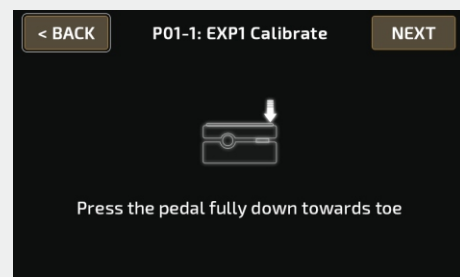 < BACK
P01-1: EXP1 Calibrate
NEXT
Press the pedal fully down towards toe